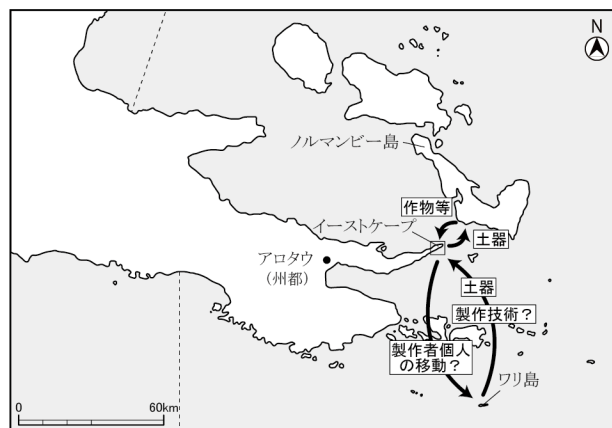 N
ノルマンビー島
作物等
イーストケープ
土器
アロタウ
（州都）
土器
製作技術？
製作者個人
の移動？
ワリ島
0
60km